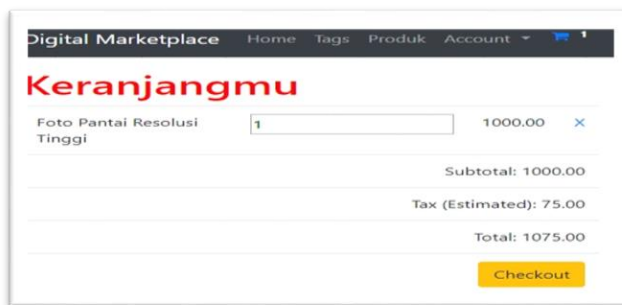 Digital Marketplace Home Tags Produk Account 1
Keranjangmu
Foto Pantai Resolusi Tinggi 1 1000.00 ×
Subtotal: 1000.00
Tax (Estimated): 75.00
Total: 1075.00
Checkout